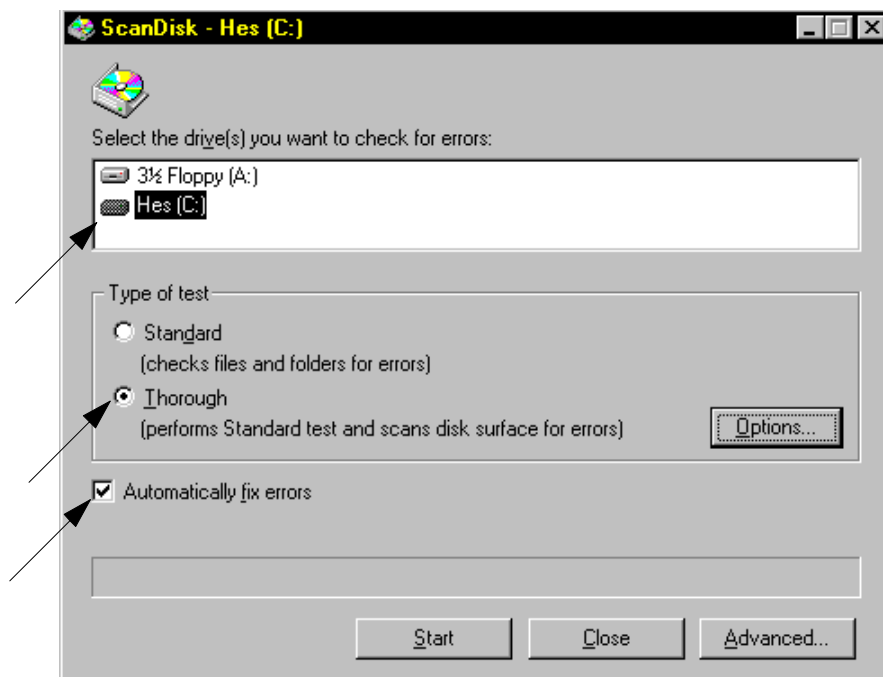 ScanDisk - Hes (C:)
Select the drive(s) you want to check for errors:
3½ Floppy (A:)
Hes (C:)
Type of test
Standard
(checks files and folders for errors)
Thorough
(performs Standard test and scans disk surface for errors)
Options...
Automatically fix errors
Start Close Advanced...